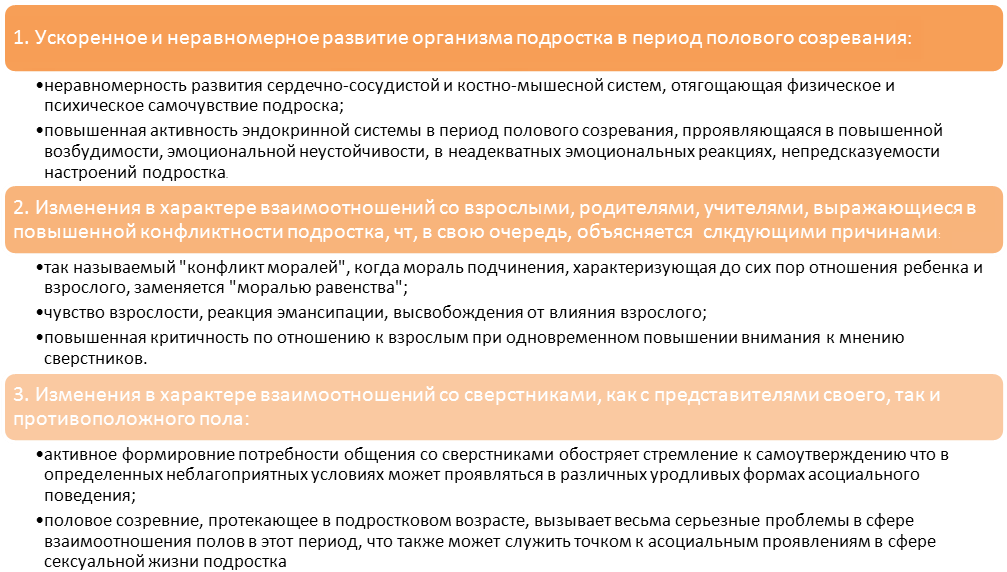 1. Ускоренное и неравномерное развитие организма подростка в период полового созревания:
•неравномерность развития сердечно-сосудистой и костно-мышесной систем, отягощающая физическое и
психическое самочувствие подроска;
•повышенная активность эндокринной системы в период полового созревания, прроявляющаяся в повышенной
возбудимости, эмоциональной неустойчивости, в неадекватных эмоциональных реакциях, непредсказуемости
настроений подростка.
2. Изменения в характере взаимоотношений со взрослыми, родителями, учителями, выражающиеся в
повышенной конфликтности подростка, чт, в свою очередь, объясняется слкдующими причинами:
•так называемый "конфликт моралей", когда мораль подчинения, характеризующая до сих пор отношения ребенка и
взрослого, заменяется "моралью равенства";
•чувство взрослости, реакция эмансипации, высвобождения от влияния взрослого;
•повышенная критичность по отношению к взрослым при одновременном повышении внимания к мнению
сверстников.
3. Изменения в характере взаимоотношений со сверстниками, как с представителями своего, так и
противоположного пола:
•активное формировние потребности общения со сверстниками обостряет стремление к самоутверждению что в
определенных неблагоприятных условиях может проявляться в различных уродливых формах асоциального
поведения;
•половое созревние, протекающее в подростковом возрасте, вызывает весьма серьезные проблемы в сфере
взаимоотношения полов в этот период, что также может служить точком к асоциальным проявлениям в сфере
сексуальной жизни подростка